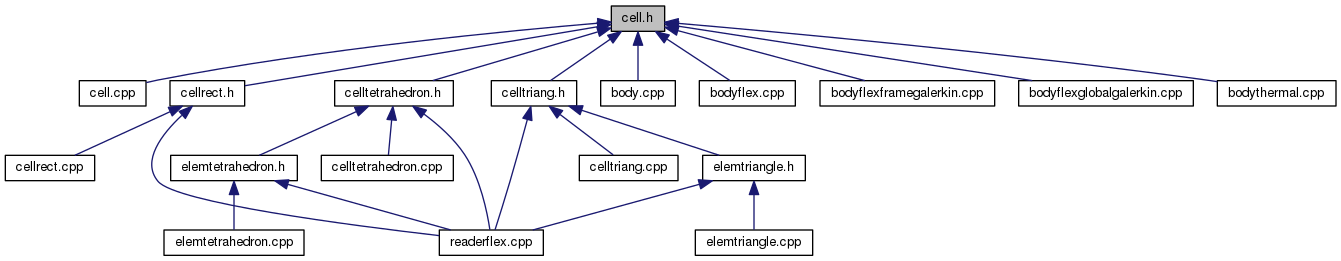 cell.h
cell.cpp
cellrect.h
celltetrahedron.h
celltriang.h
body.cpp
bodyflex.cpp
bodyflexframegalerkin.cpp
bodyflexglobalgalerkin.cpp
bodythermal.cpp
cellrect.cpp
elemtetrahedron.h
celltetrahedron.cpp
celltriang.cpp
elemtriangle.h
elemtetrahedron.cpp
readerflex.cpp
elemtriangle.cpp